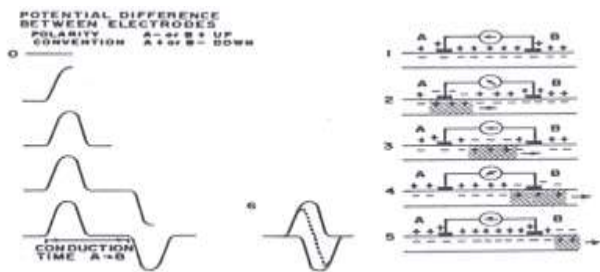 POTENTIAL DIFFERENCE
BETWEEN ELECTRODES
POLARITY A- or B+ UP
CONVENTION A+ or B- DOWN
0
6
CONDUCTION
TIME A→B
A B
1
A B
2
A B
3
A B
4
A B
5